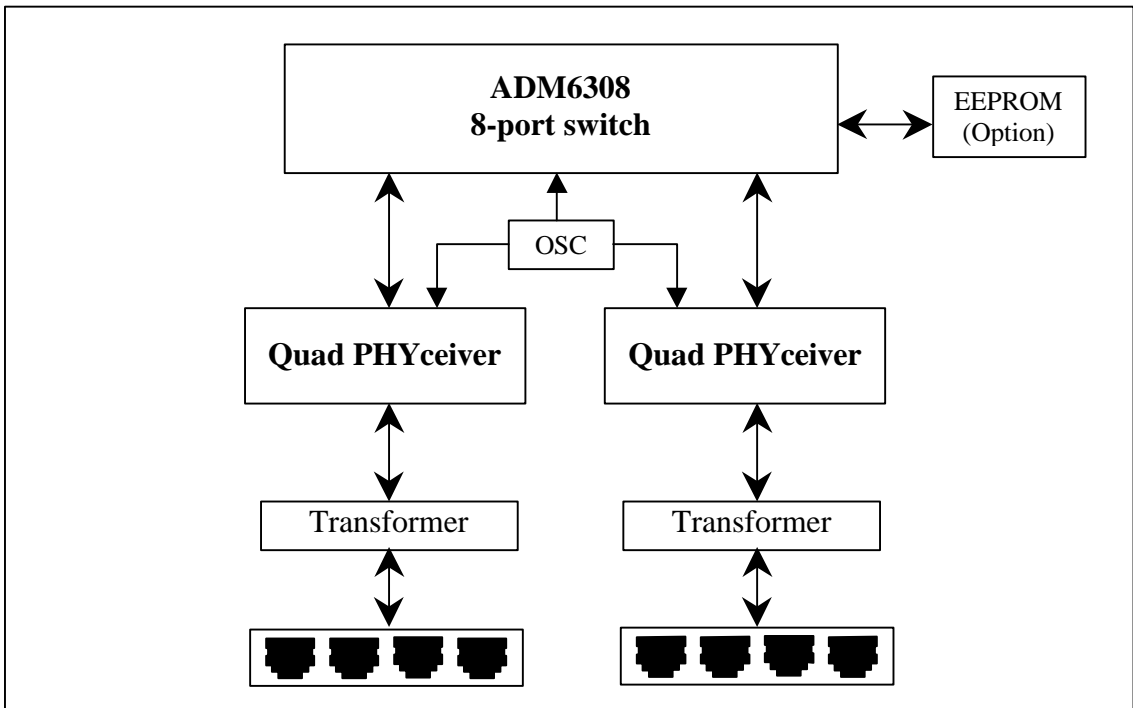 ADM6308
8-port switch
EEPROM
(Option)
OSC
Quad PHYceiver
Quad PHYceiver
Transformer
Transformer